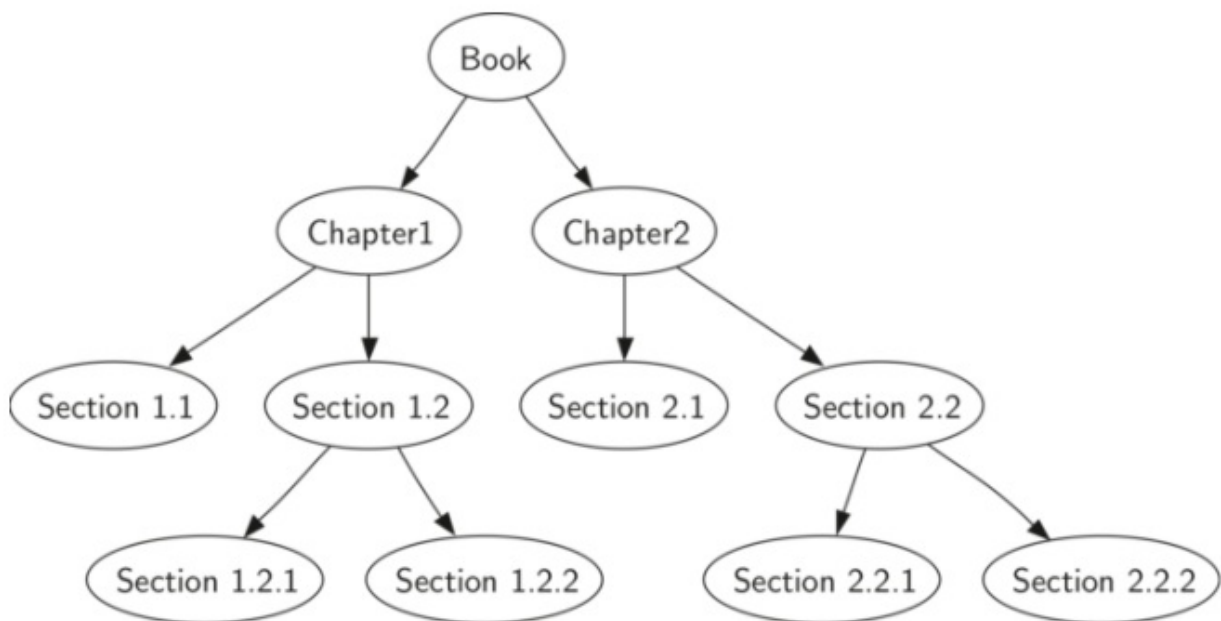 Book
Chapter1
Chapter2
Section 1.1
Section 1.2
Section 2.1
Section 2.2
Section 1.2.1
Section 1.2.2
Section 2.2.1
Section 2.2.2